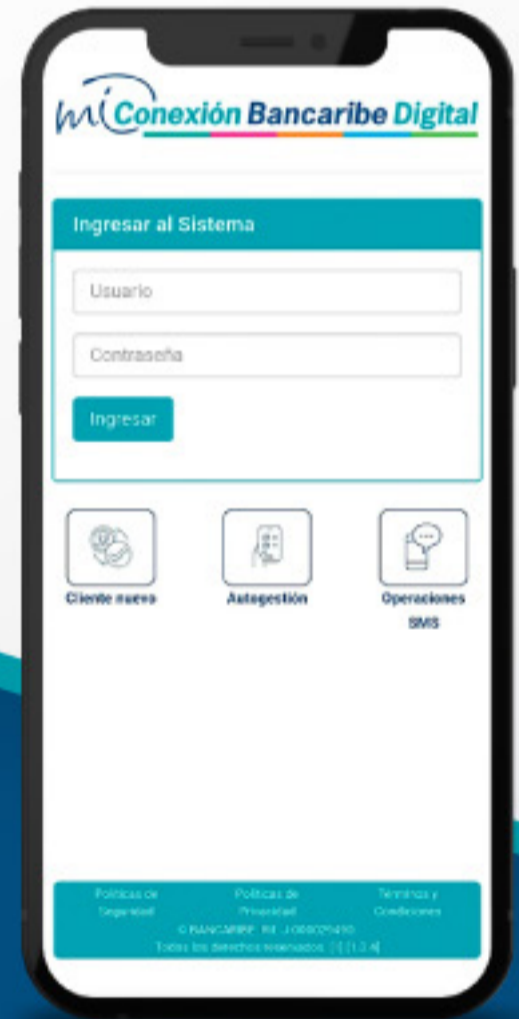 mi Conexión Bancaribe Digital
Ingresar al Sistema
Usuario
Contraseña
Ingresar
Cliente nuevo
Autogestión
Operaciones
SMS
Políticas de
Seguridad
Políticas de
Privacidad
Términos y
Condiciones
© BANCARIBE
Todos los derechos reservados.